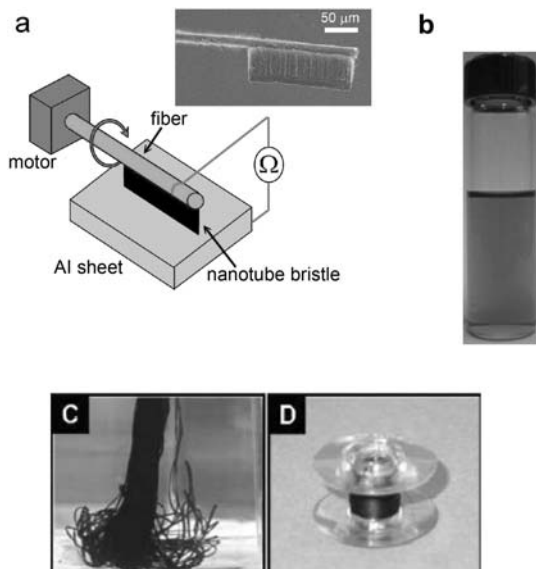 a
50 μm
b
fiber
motor
Ω
Al sheet
nanotube bristle
C
D